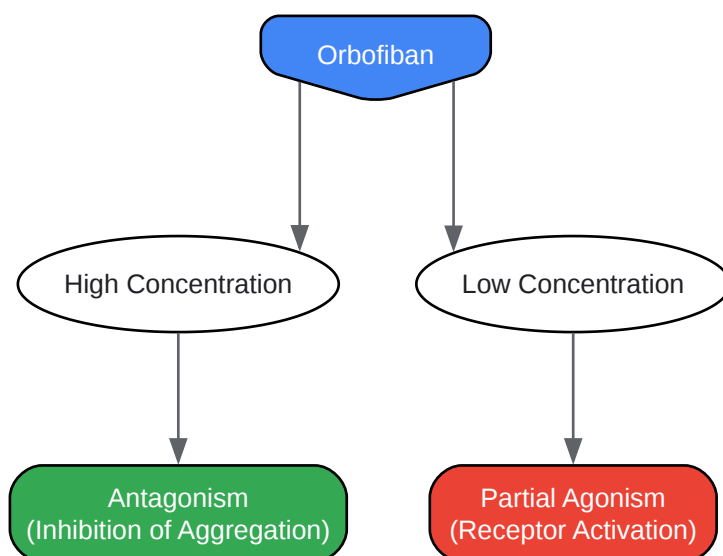 Orbofiban
High Concentration
Low Concentration
Antagonism
(Inhibition of Aggregation)
Partial Agonism
(Receptor Activation)